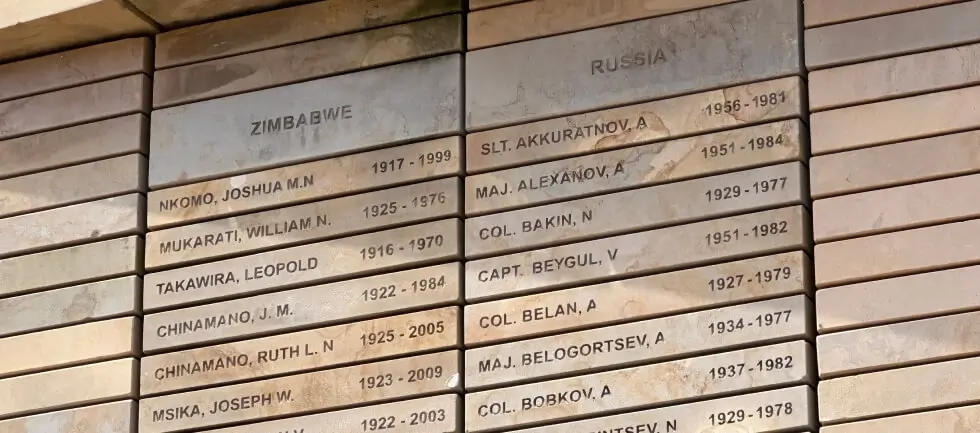 ZIMBABWE
NKOMO, JOSHUA M.N 1917 - 1999
MUKARATI, WILLIAM N. 1925 - 1976
TAKAWIRA, LEOPOLD 1916 - 1970
CHINAMANO, J. M. 1922 - 1984
CHINAMANO, RUTH L. N 1925 - 2005
MSIKA, JOSEPH W. 1923 - 2009
1922 - 2003
RUSSIA
SLT. AKKURATNOV, A 1956 - 1981
MAJ. ALEXANOV, A 1951 - 1984
COL. BAKIN, N 1929 - 1977
CAPT. BEYGUL, V 1951 - 1982
COL. BELAN, A 1927 - 1979
MAJ. BELOGORTSEV, A 1934 - 1977
COL. BOBKOV, A 1937 - 1982
N 1929 - 1978